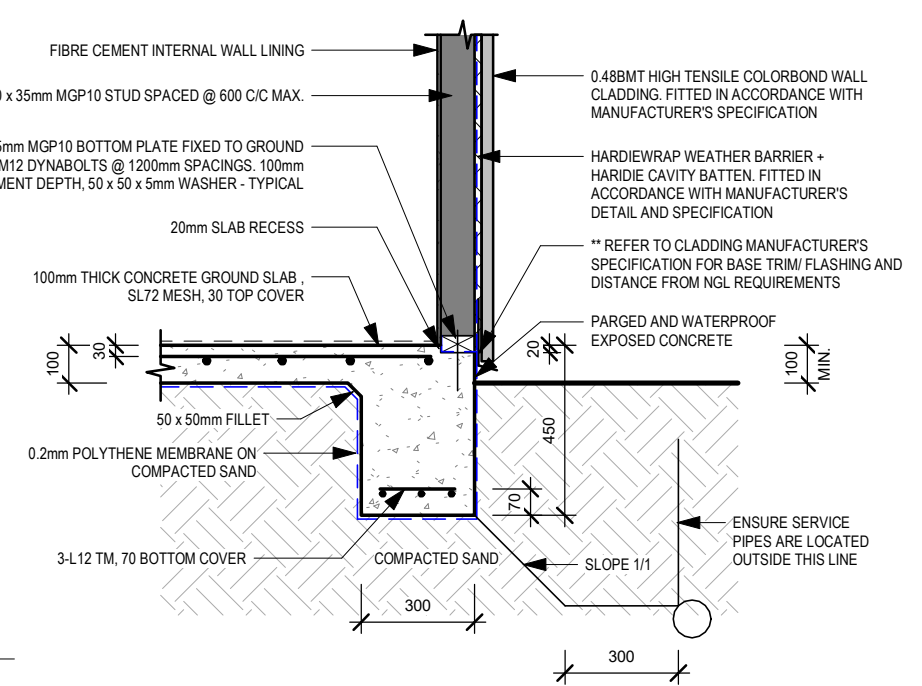 FIBRE CEMENT INTERNAL WALL LINING
x 35mm MGP10 STUD SPACED @ 600 C/C MAX.
5mm MGP10 BOTTOM PLATE FIXED TO GROUND
M12 DYNABOLTS @ 1200mm SPACINGS. 100mm
MENT DEPTH, 50 x 50 x 5mm WASHER - TYPICAL
20mm SLAB RECESS
100mm THICK CONCRETE GROUND SLAB ,
SL72 MESH, 30 TOP COVER
0.48BMT HIGH TENSILE COLORBOND WALL
CLADDING. FITTED IN ACCORDANCE WITH
MANUFACTURER'S SPECIFICATION
HARDIEWRAP WEATHER BARRIER +
HARIDIE CAVITY BATTEN. FITTED IN
ACCORDANCE WITH MANUFACTURER'S
DETAIL AND SPECIFICATION
** REFER TO CLADDING MANUFACTURER'S
SPECIFICATION FOR BASE TRIM/ FLASHING AND
DISTANCE FROM NGL REQUIREMENTS
PARGED AND WATERPROOF
EXPOSED CONCRETE
100
30
20
100
MIN.
50 x 50mm FILLET
450
0.2mm POLYTHENE MEMBRANE ON
COMPACTED SAND
70
3-L12 TM, 70 BOTTOM COVER
COMPACTED SAND
SLOPE 1/1
ENSURE SERVICE
PIPES ARE LOCATED
OUTSIDE THIS LINE
300
300